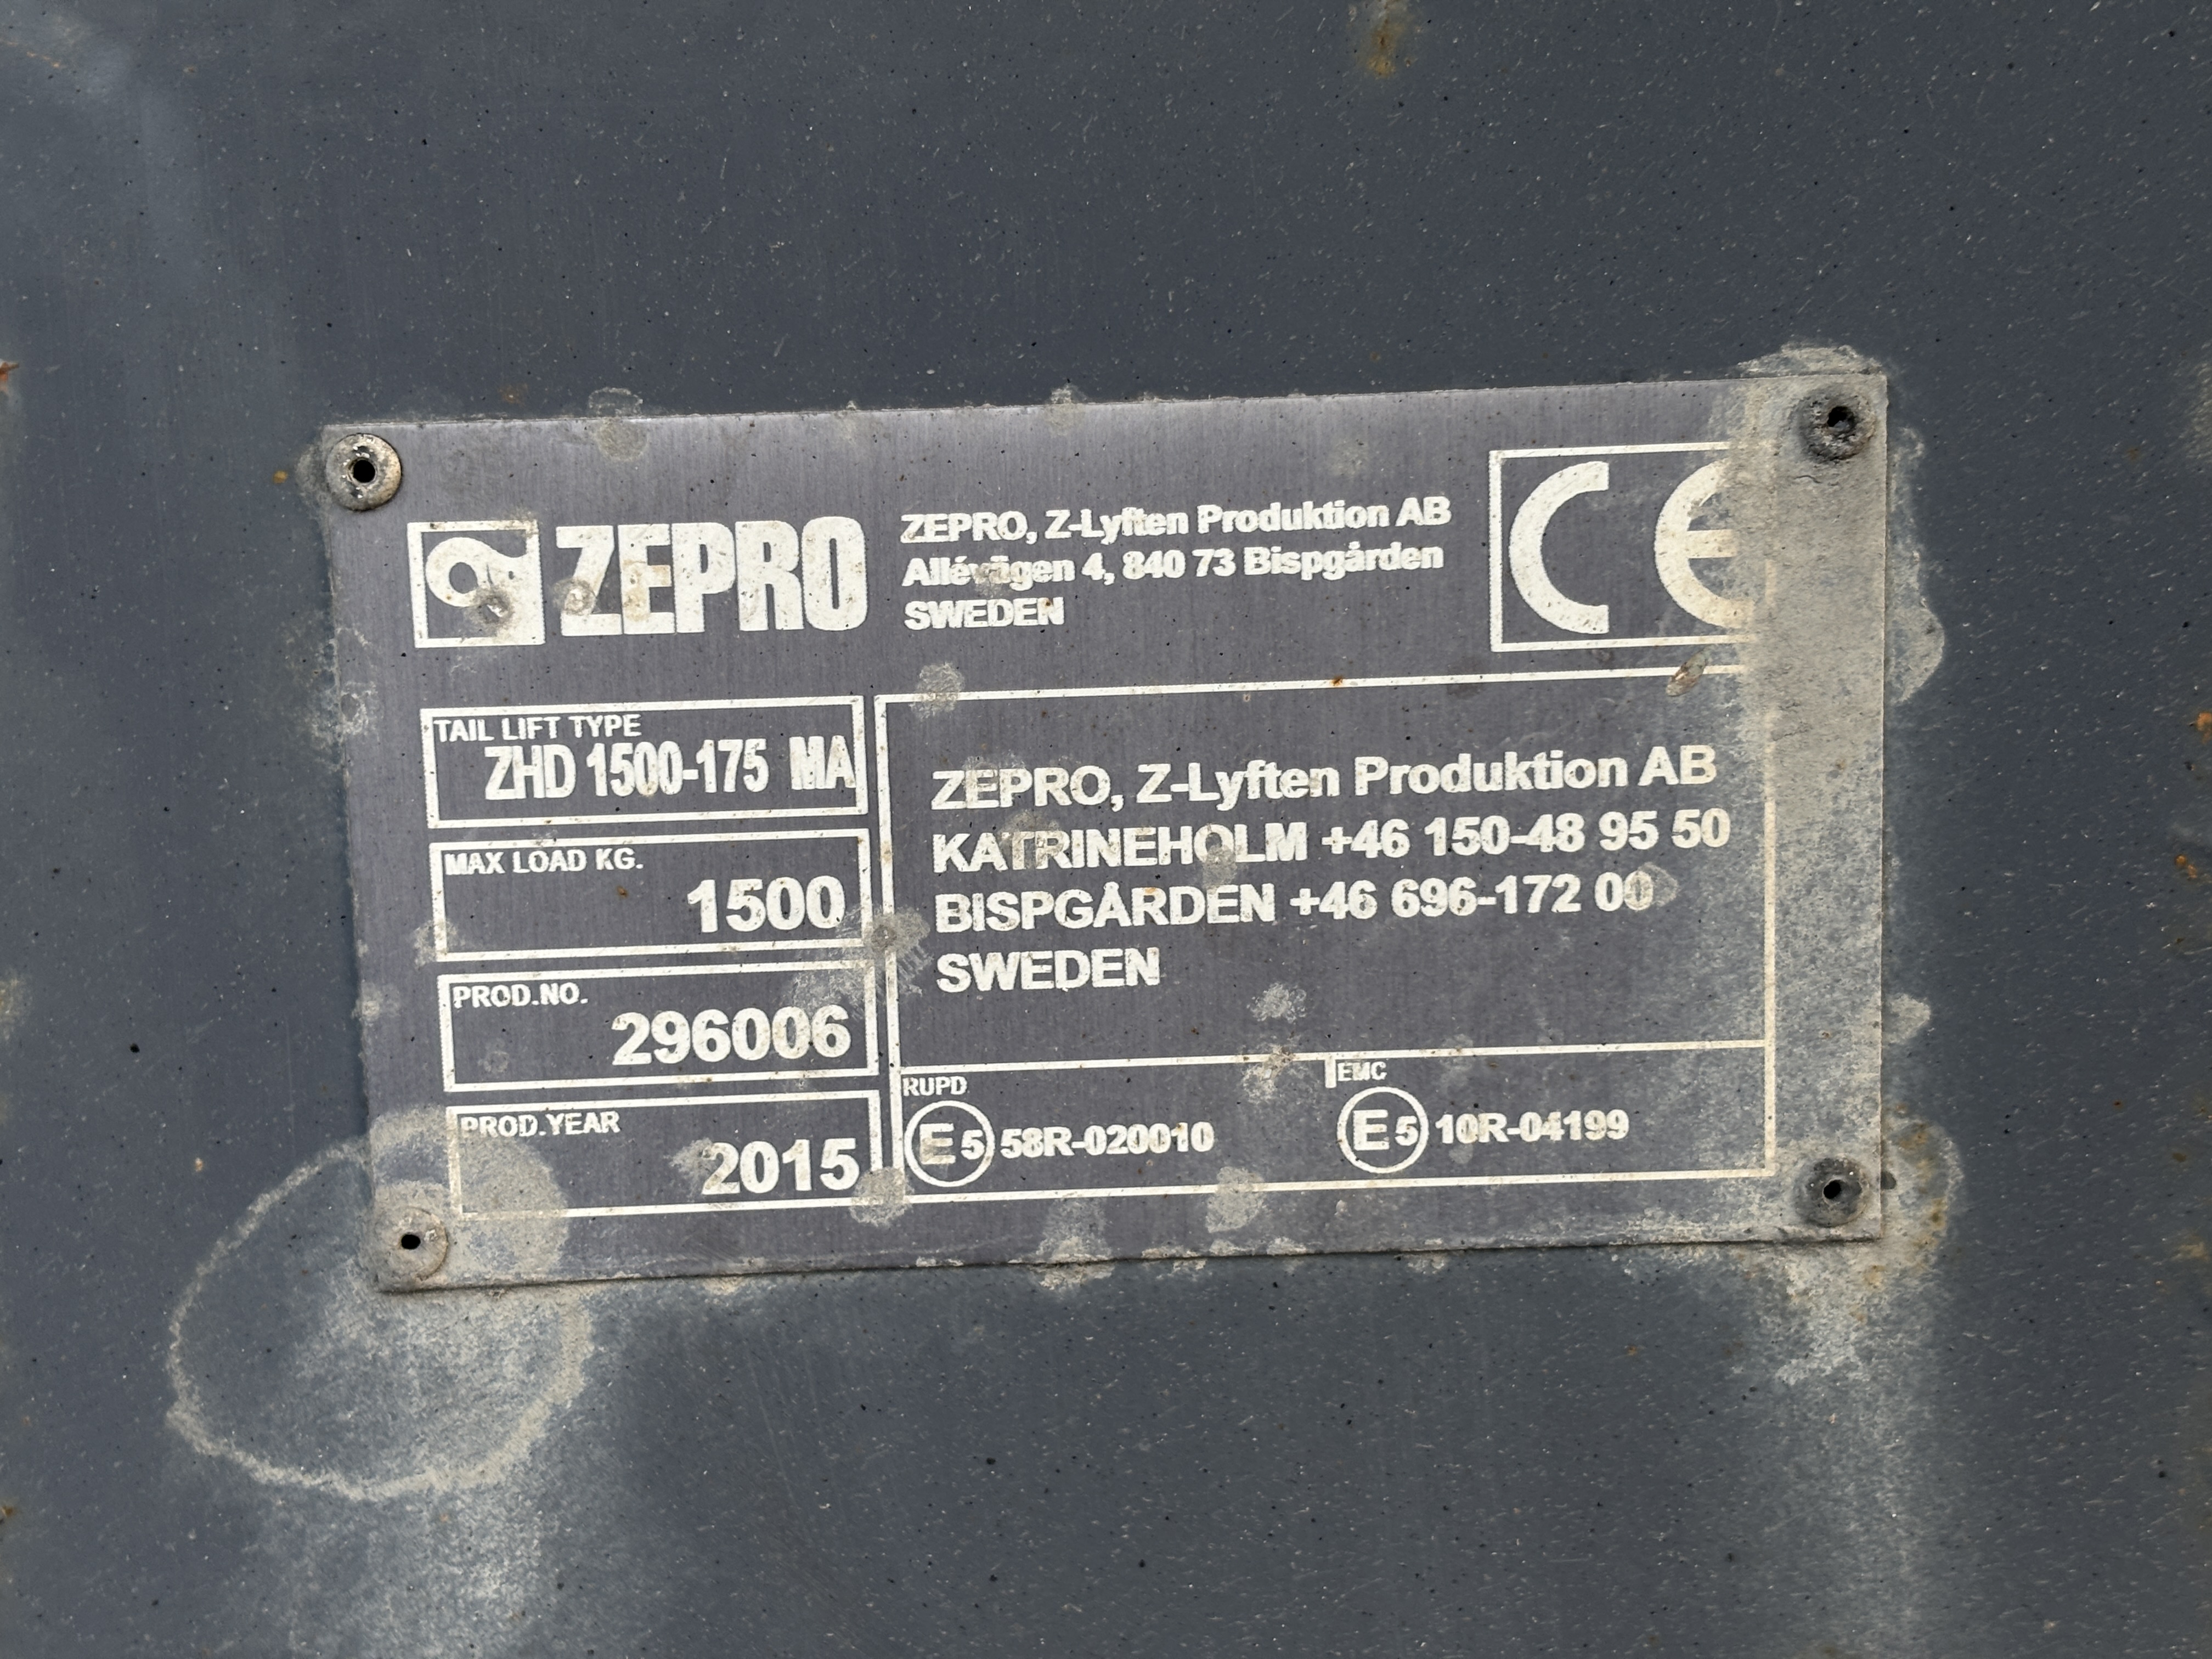 ZEPRO
ZEPRO, Z-Lyften Produktion AB
Allévägen 4, 840 73 Bispgården
SWEDEN
CE
TAIL LIFT TYPE
ZHD 1500-175 MA
MAX LOAD KG.
1500
PROD.NO.
296006
PROD.YEAR
2015
ZEPRO, Z-Lyften Produktion AB
KATRINEHOLM +46 150-48 95 50
BISPGÅRDEN +46 696-172 00
SWEDEN
RUPD
E5 58R-020010
EMC
E5 10R-04199